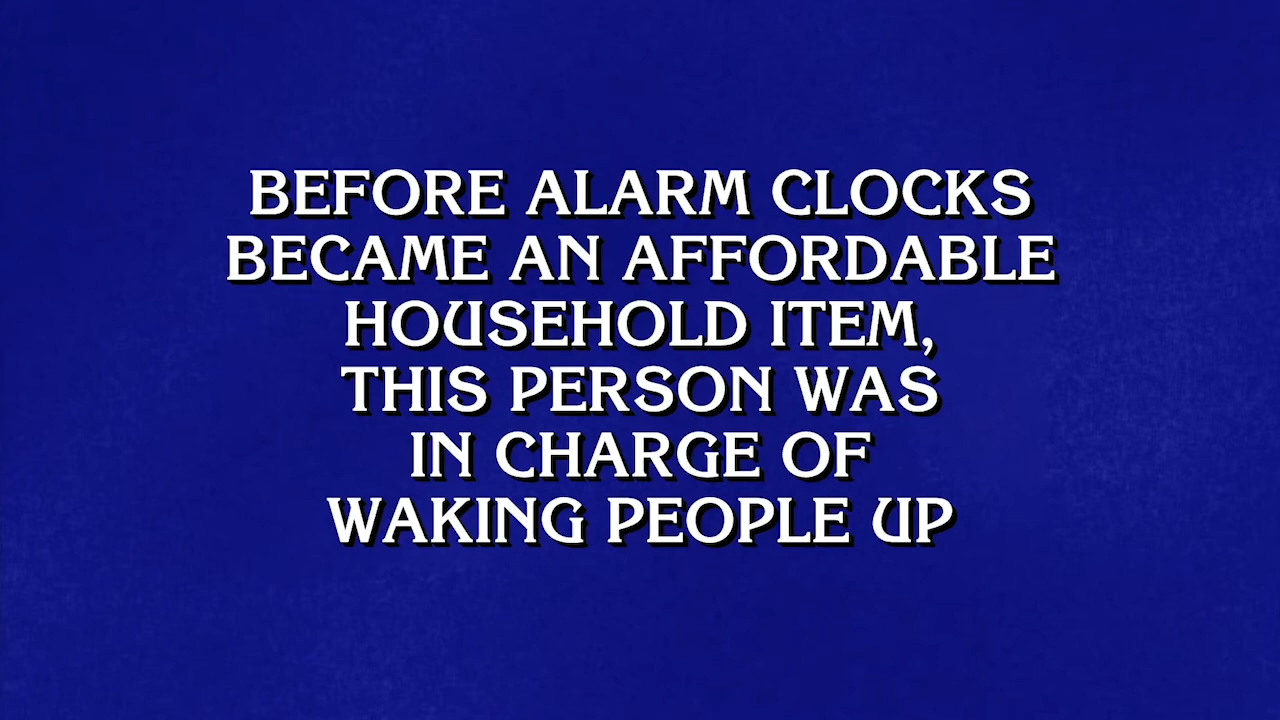 BEFORE ALARM CLOCKS
BECAME AN AFFORDABLE
HOUSEHOLD ITEM,
THIS PERSON WAS
IN CHARGE OF
WAKING PEOPLE UP